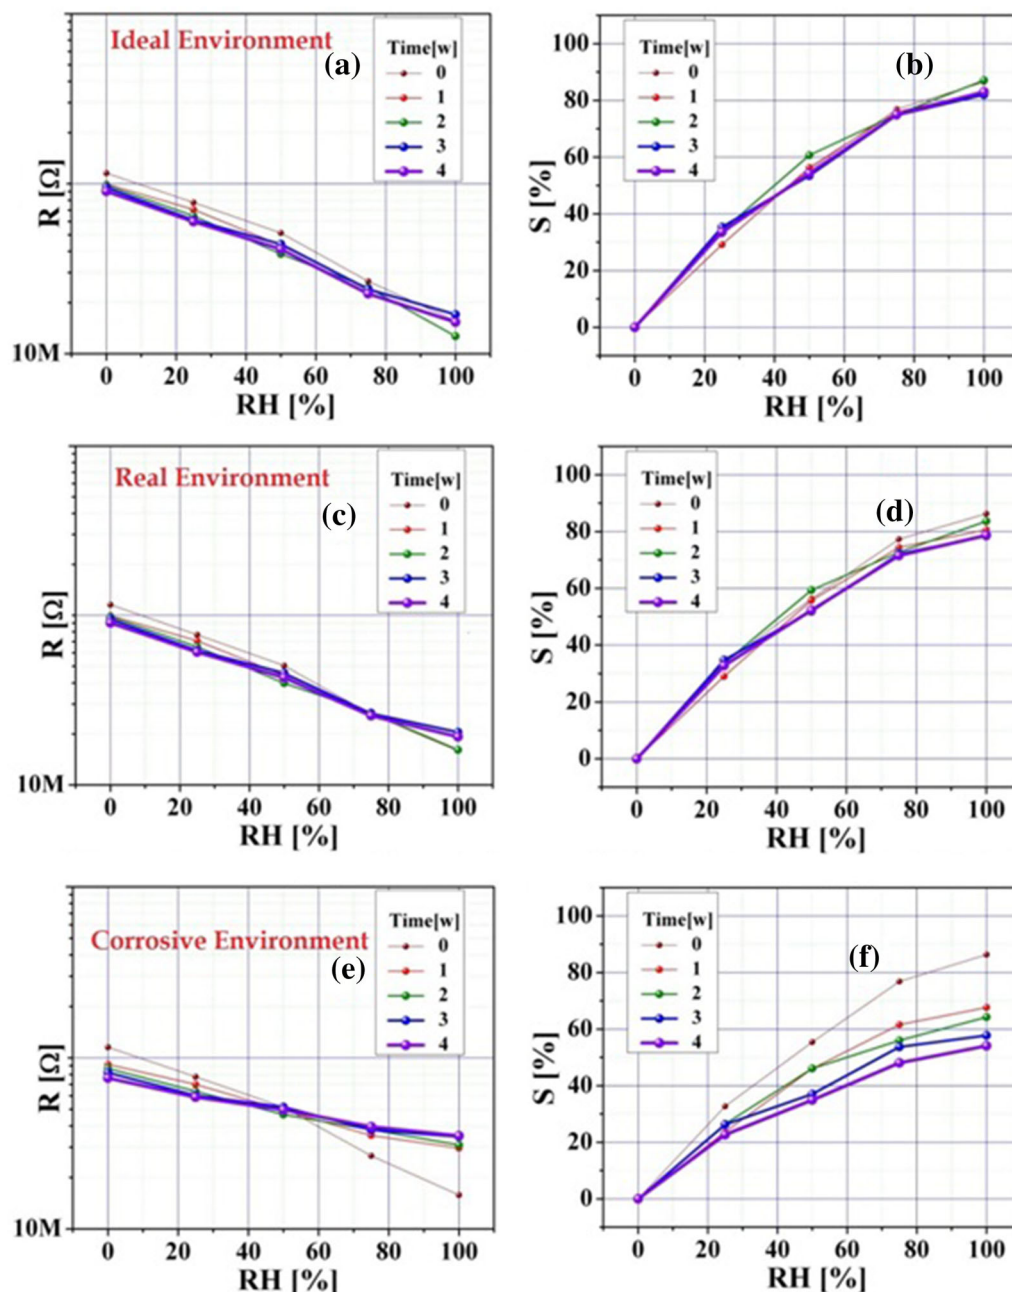 Ideal Environment
(a)
Time[w]
0
1
2
3
4
R [Ω]
10M
0 20 40 60 80 100
RH [%]
(b)
Time[w]
0
1
2
3
4
S [%]
100
80
60
40
20
0
0 20 40 60 80 100
RH [%]
Real Environment
(c)
Time[w]
0
1
2
3
4
R [Ω]
10M
0 20 40 60 80 100
RH [%]
(d)
Time[w]
0
1
2
3
4
S [%]
100
80
60
40
20
0
0 20 40 60 80 100
RH [%]
Corrosive Environment
(e)
Time[w]
0
1
2
3
4
R [Ω]
10M
0 20 40 60 80 100
RH [%]
(f)
Time[w]
0
1
2
3
4
S [%]
100
80
60
40
20
0
0 20 40 60 80 100
RH [%]